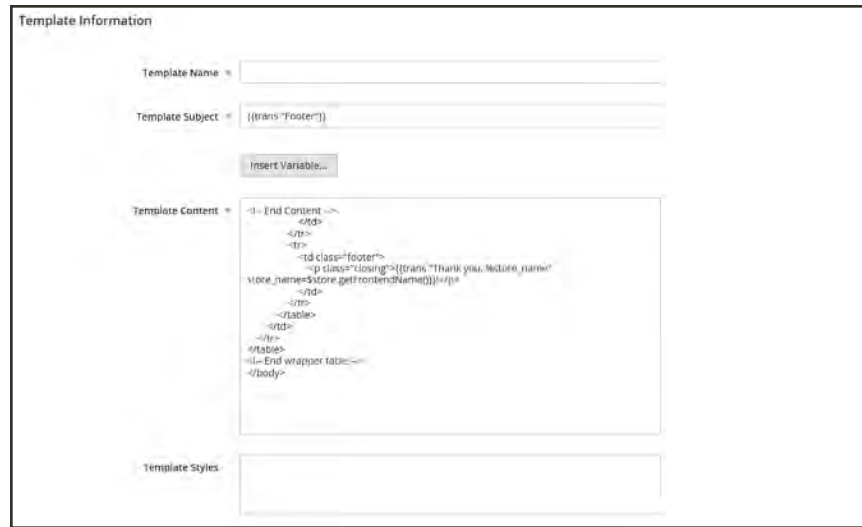 Template Information
Template Name *
Template Subject * {{trans "Footer"}}
Insert Variable...
Template Content *
<!-- End Content -->
</td>
</tr>
<tr>
<td class="footer">
<p class="closing">{{trans "Thank you, %store_name"
store_name=$store.getFrontendName()}}!</p>
</td>
</tr>
</table>
</td>
</tr>
</table>
<!-- End wrapper table -->
</body>
Template Styles